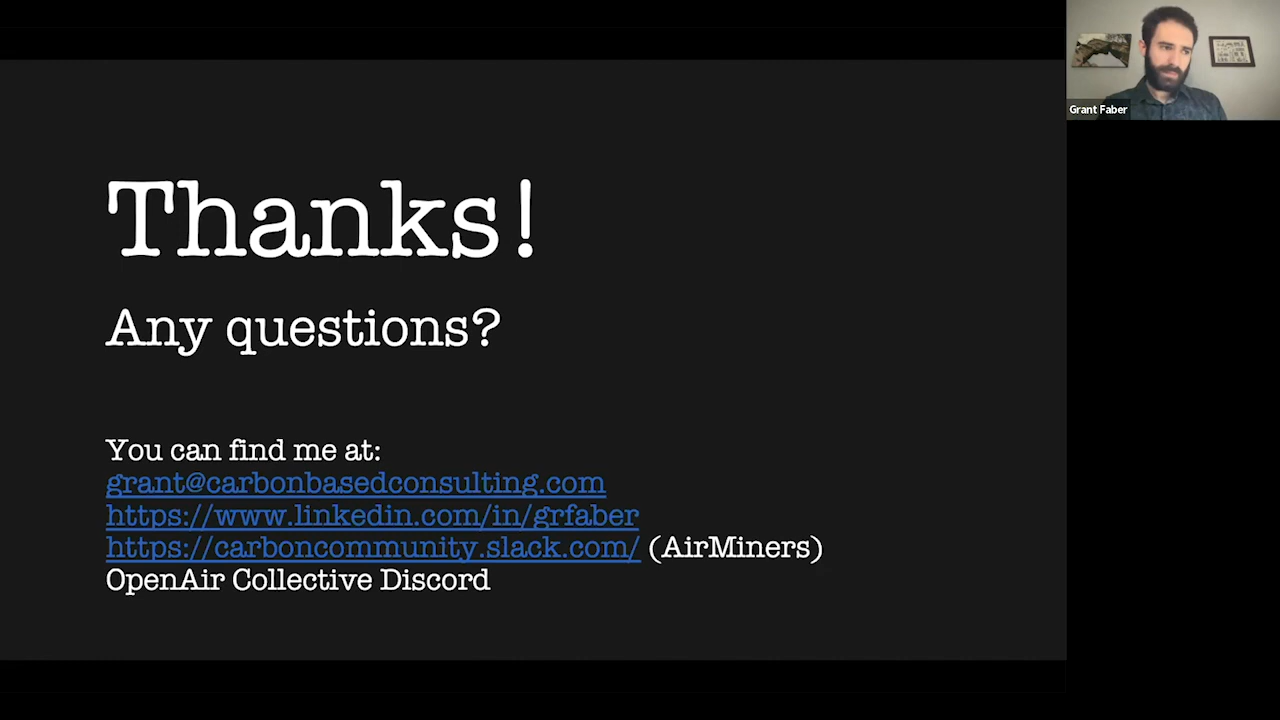 Thanks!
Any questions?
You can find me at:
grant@carbonbasedconsulting.com
https://www.linkedin.com/in/grfaber
https://carboncommunity.slack.com/ (AirMiners)
OpenAir Collective Discord
Grant Faber